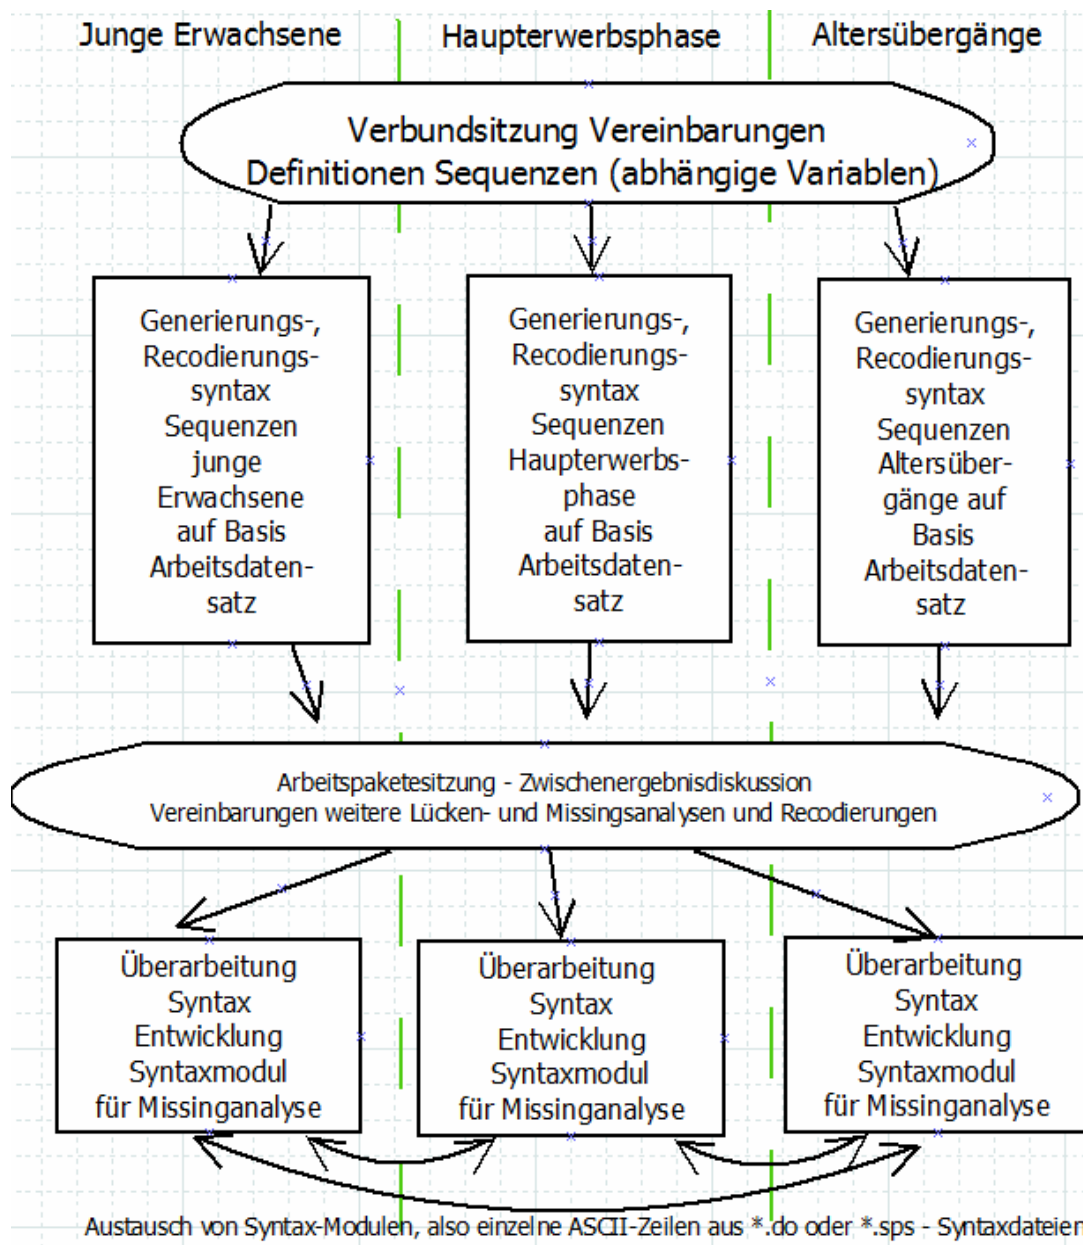 Junge Erwachsene
Haupterwerbsphase
Altersübergänge
Verbundsitzung Vereinbarungen
Definitionen Sequenzen (abhängige Variablen)
Generierungs-,
Recodierungs-
syntax
Sequenzen
junge
Erwachsene
auf Basis
Arbeitsdaten-
satz
Generierungs-,
Recodierungs-
syntax
Sequenzen
Haupterwerbs-
phase
auf Basis
Arbeitsdaten-
satz
Generierungs-,
Recodierungs-
syntax
Sequenzen
Altersüber-
gänge auf
Basis
Arbeitsdaten-
satz
Arbeitspaketesitzung - Zwischenergebnisdiskussion
Vereinbarungen weitere Lücken- und Missingsanalysen und Recodierungen
Überarbeitung
Syntax
Entwicklung
Syntaxmodul
für Missinganalyse
Überarbeitung
Syntax
Entwicklung
Syntaxmodul
für Missinganalyse
Überarbeitung
Syntax
Entwicklung
Syntaxmodul
für Missinganalyse
Austausch von Syntax-Modulen, also einzelne ASCII-Zeilen aus *.do oder *.sps - Syntaxdateien